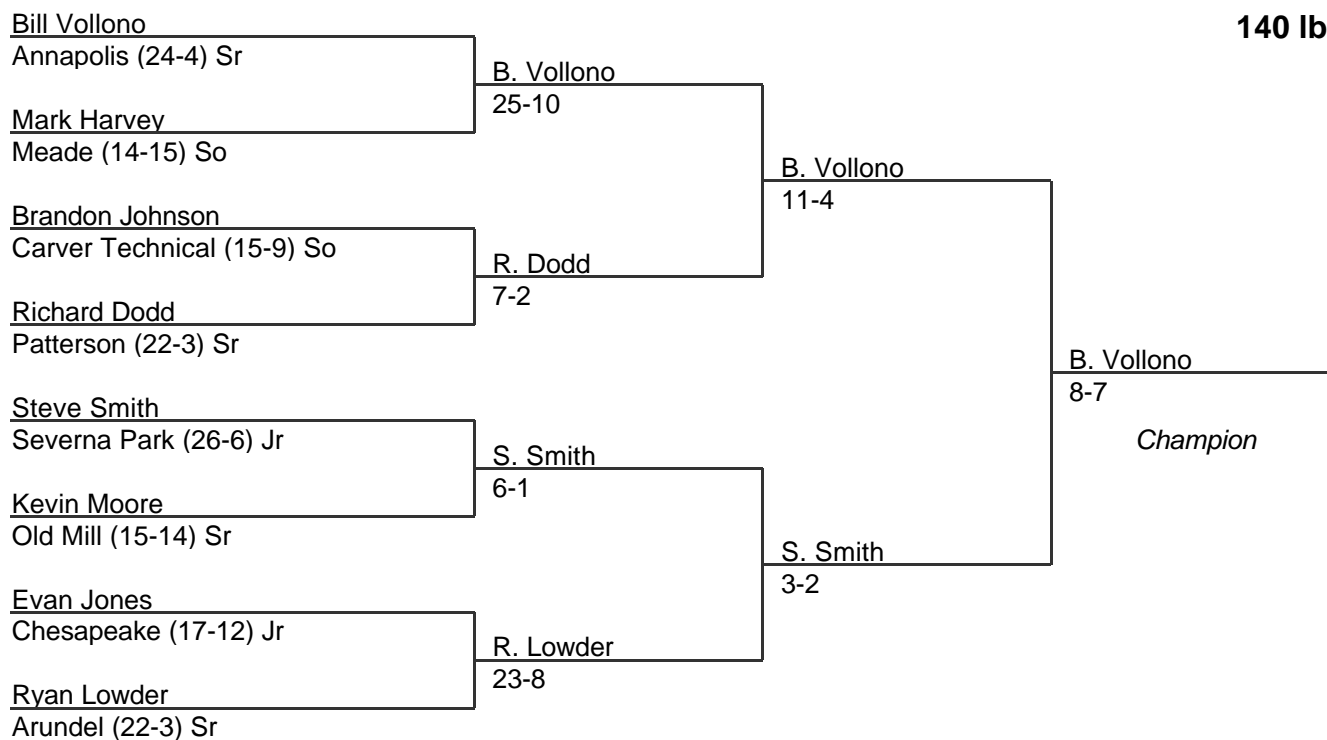 140 lb
Bill Vollono
Annapolis (24-4) Sr
Mark Harvey
Meade (14-15) So
Brandon Johnson
Carver Technical (15-9) So
Richard Dodd
Patterson (22-3) Sr
Steve Smith
Severna Park (26-6) Jr
Kevin Moore
Old Mill (15-14) Sr
Evan Jones
Chesapeake (17-12) Jr
Ryan Lowder
Arundel (22-3) Sr
B. Vollono
25-10
R. Dodd
7-2
S. Smith
6-1
R. Lowder
23-8
B. Vollono
11-4
S. Smith
3-2
B. Vollono
8-7
Champion